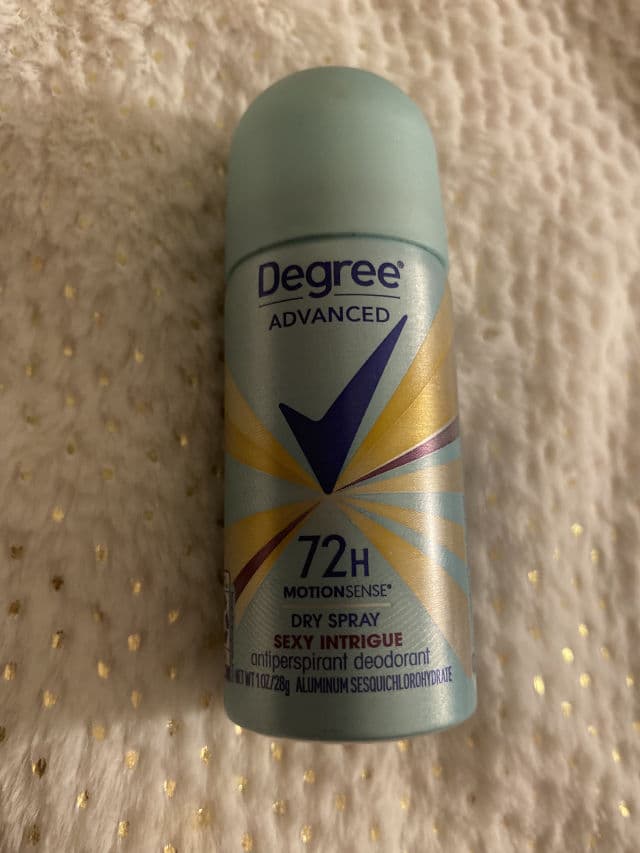 Degree®
ADVANCED
72H
MOTIONSENSE®
DRY SPRAY
SEXY INTRIGUE
antiperspirant deodorant
NET WT 1 OZ/28g ALUMINUM SESQUICHLOROHYDRATE